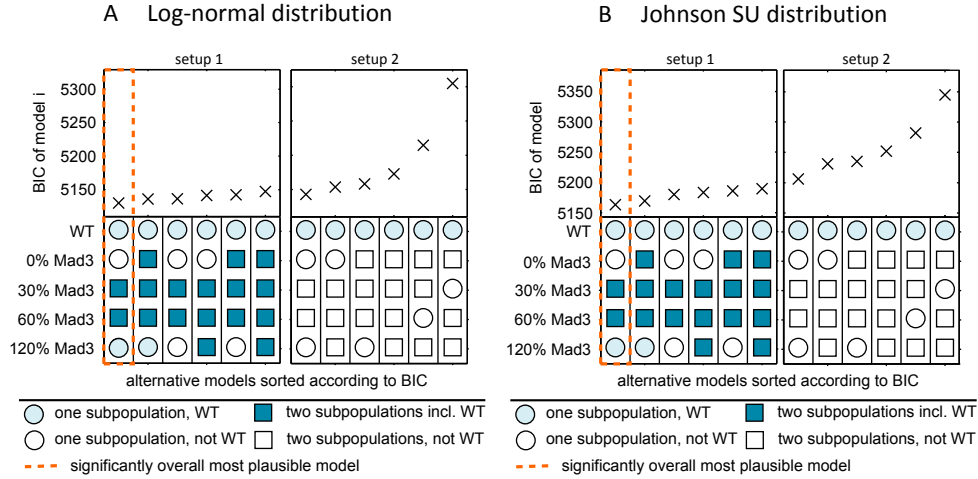 A Log-normal distribution
setup 1 setup 2
BIC of model i
5300
5250
5200
5150
WT
0% Mad3
30% Mad3
60% Mad3
120% Mad3
alternative models sorted according to BIC
one subpopulation, WT two subpopulations incl. WT
one subpopulation, not WT two subpopulations, not WT
significantly overall most plausible model
B Johnson SU distribution
setup 1 setup 2
BIC of model i
5350
5300
5250
5200
5150
WT
0% Mad3
30% Mad3
60% Mad3
120% Mad3
alternative models sorted according to BIC
one subpopulation, WT two subpopulations incl. WT
one subpopulation, not WT two subpopulations, not WT
significantly overall most plausible model